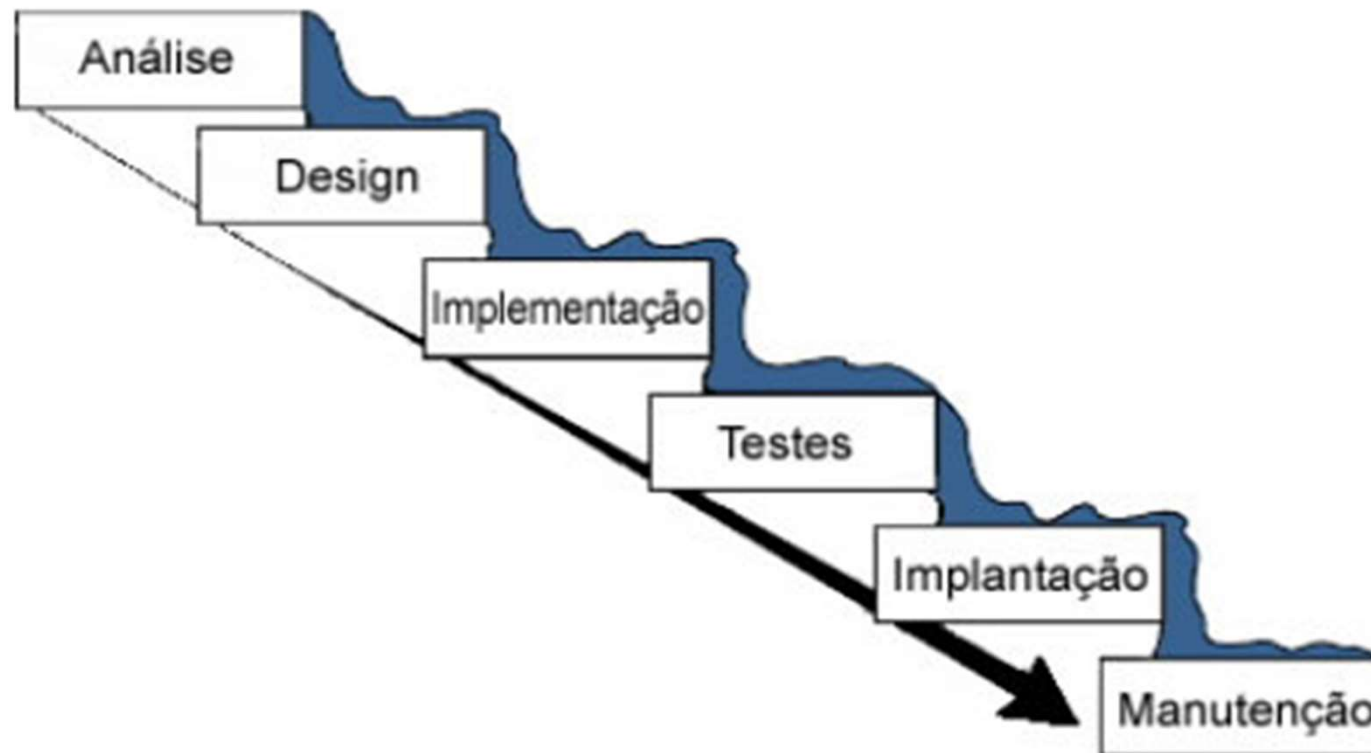 Análise
Design
Implementação
Testes
Implantação
Manutenção